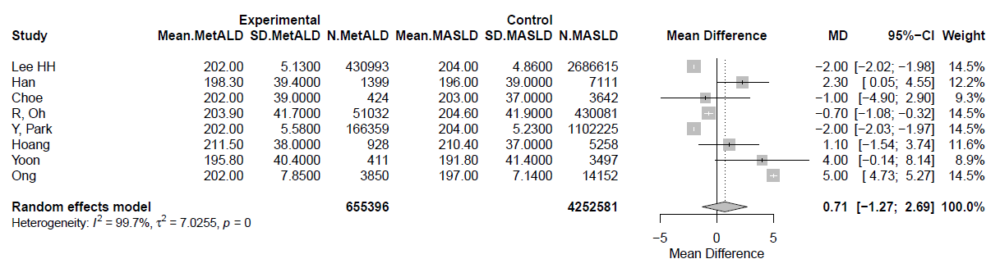 Experimental Control
Study Mean.MetALD SD.MetALD N.MetALD Mean.MASLD SD.MASLD N.MASLD Mean Difference MD 95%−CI Weight
Lee HH 202.00 5.1300 430993 204.00 4.8600 2686615 −2.00 [−2.02; −1.98] 14.5%
Han 198.30 39.4000 1399 196.00 39.0000 7111 2.30 [ 0.05; 4.55] 12.2%
Choe 202.00 39.0000 424 203.00 37.0000 3642 −1.00 [−4.90; 2.90] 9.3%
R, Oh 203.90 41.7000 51032 204.60 41.9000 430081 −0.70 [−1.08; −0.32] 14.5%
Y, Park 202.00 5.5800 166359 204.00 5.2300 1102225 −2.00 [−2.03; −1.97] 14.5%
Hoang 211.50 38.0000 928 210.40 37.0000 5258 1.10 [−1.54; 3.74] 11.6%
Yoon 195.80 40.4000 411 191.80 41.4000 3497 4.00 [−0.14; 8.14] 8.9%
Ong 202.00 7.8500 3850 197.00 7.1400 14152 5.00 [ 4.73; 5.27] 14.5%
Random effects model 655396 4252581 0.71 [−1.27; 2.69] 100.0%
Heterogeneity: I² = 99.7%, τ² = 7.0255, p = 0
−5 0 5
Mean Difference